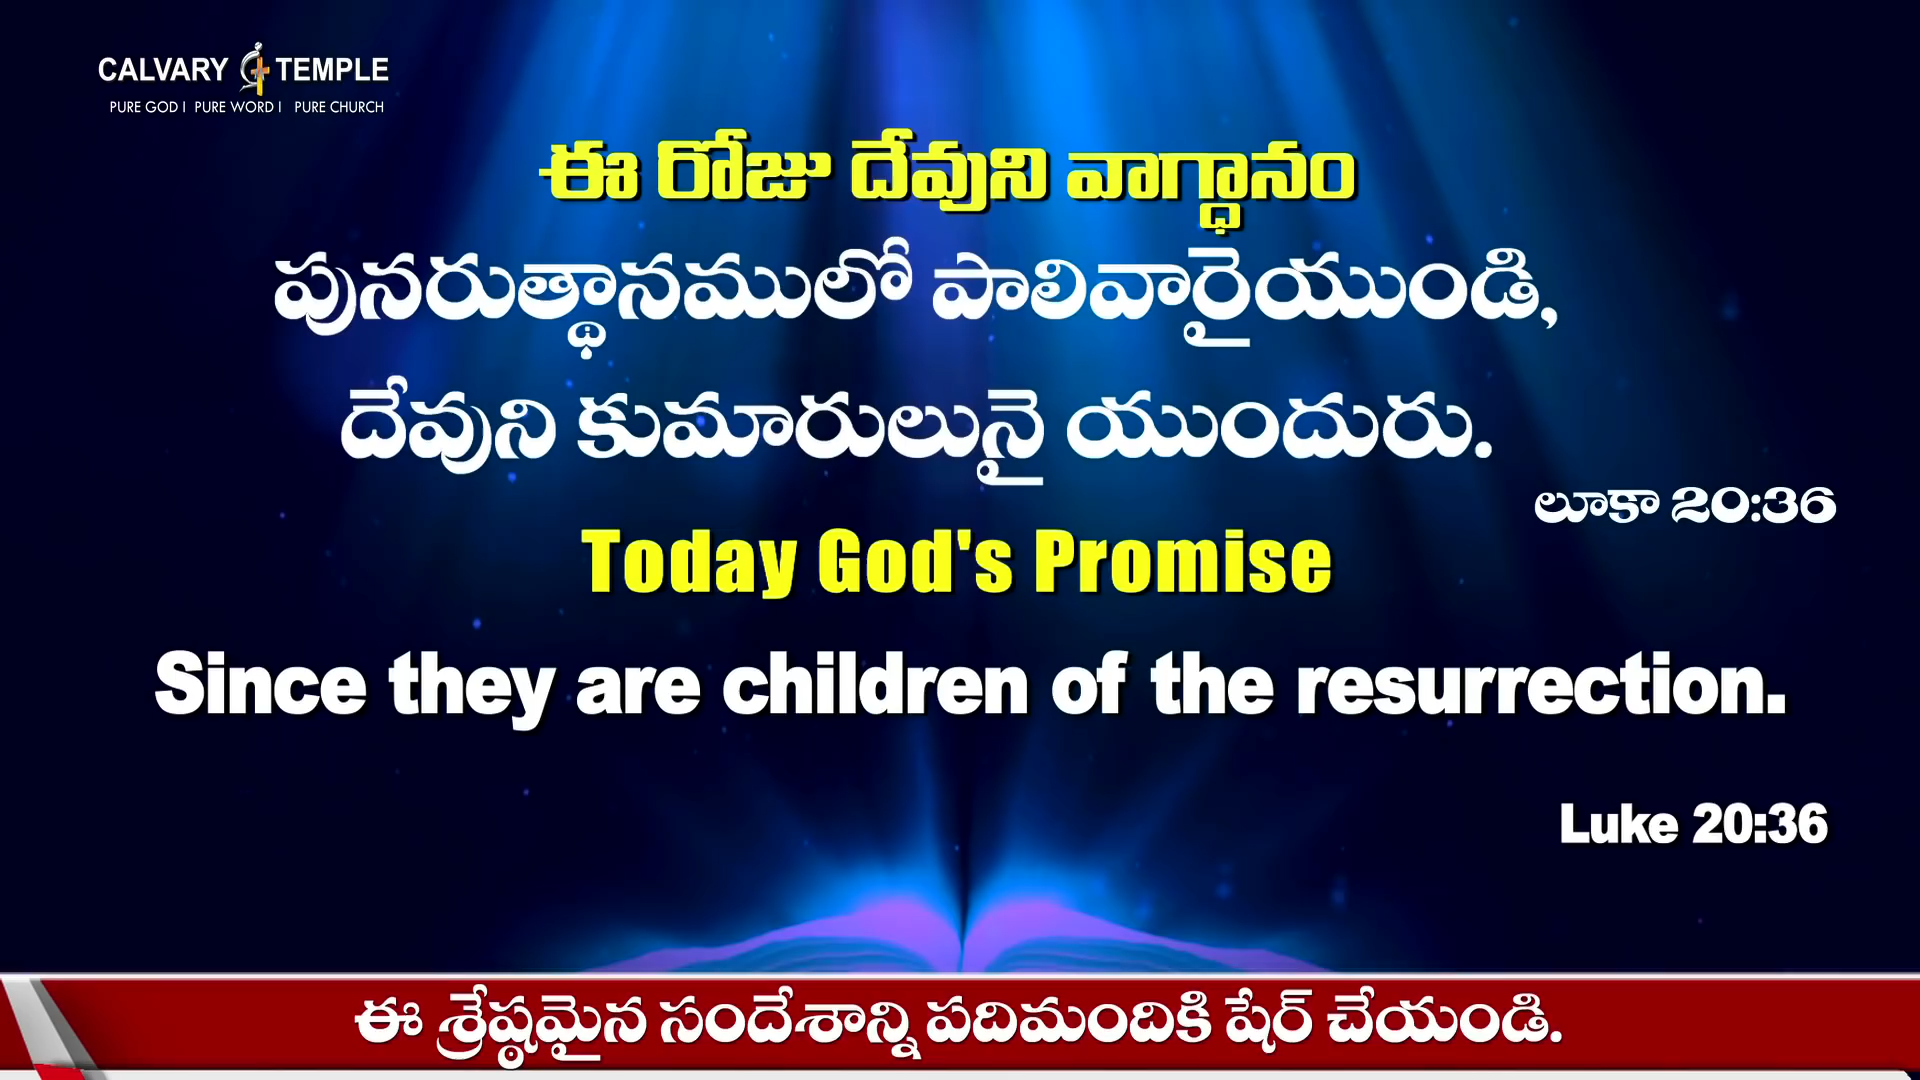 CALVARY TEMPLE
PURE GOD I PURE WORD I PURE CHURCH
ఈ రోజు దేవుని వాగ్ధానం
పునరుత్థానములో పాలివారైయుండి,
దేవుని కుమారులునై యుందురు.
లూకా 20:36
Today God's Promise
Since they are children of the resurrection.
Luke 20:36
ఈ శ్రేష్ఠమైన సందేశాన్ని పదిమందికి షేర్ చేయండి.